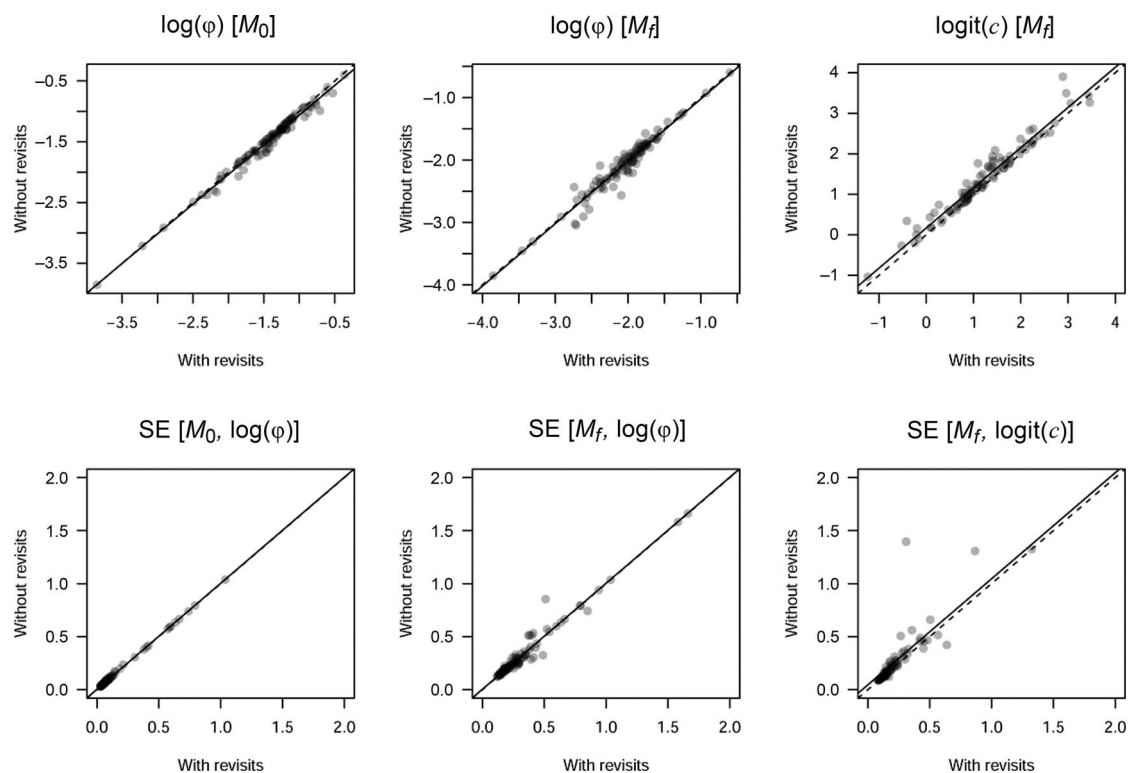 log(φ) [M0]
−0.5
−1.5
−2.5
−3.5
Without revisits
−3.5 −2.5 −1.5 −0.5
With revisits
log(φ) [Mf]
−1.0
−2.0
−3.0
−4.0
Without revisits
−4.0 −3.0 −2.0 −1.0
With revisits
logit(c) [Mf]
4
3
2
1
0
−1
Without revisits
−1 0 1 2 3 4
With revisits
SE [M0, log(φ)]
2.0
1.5
1.0
0.5
0.0
Without revisits
0.0 0.5 1.0 1.5 2.0
With revisits
SE [Mf, log(φ)]
2.0
1.5
1.0
0.5
0.0
Without revisits
0.0 0.5 1.0 1.5 2.0
With revisits
SE [Mf, logit(c)]
2.0
1.5
1.0
0.5
0.0
Without revisits
0.0 0.5 1.0 1.5 2.0
With revisits